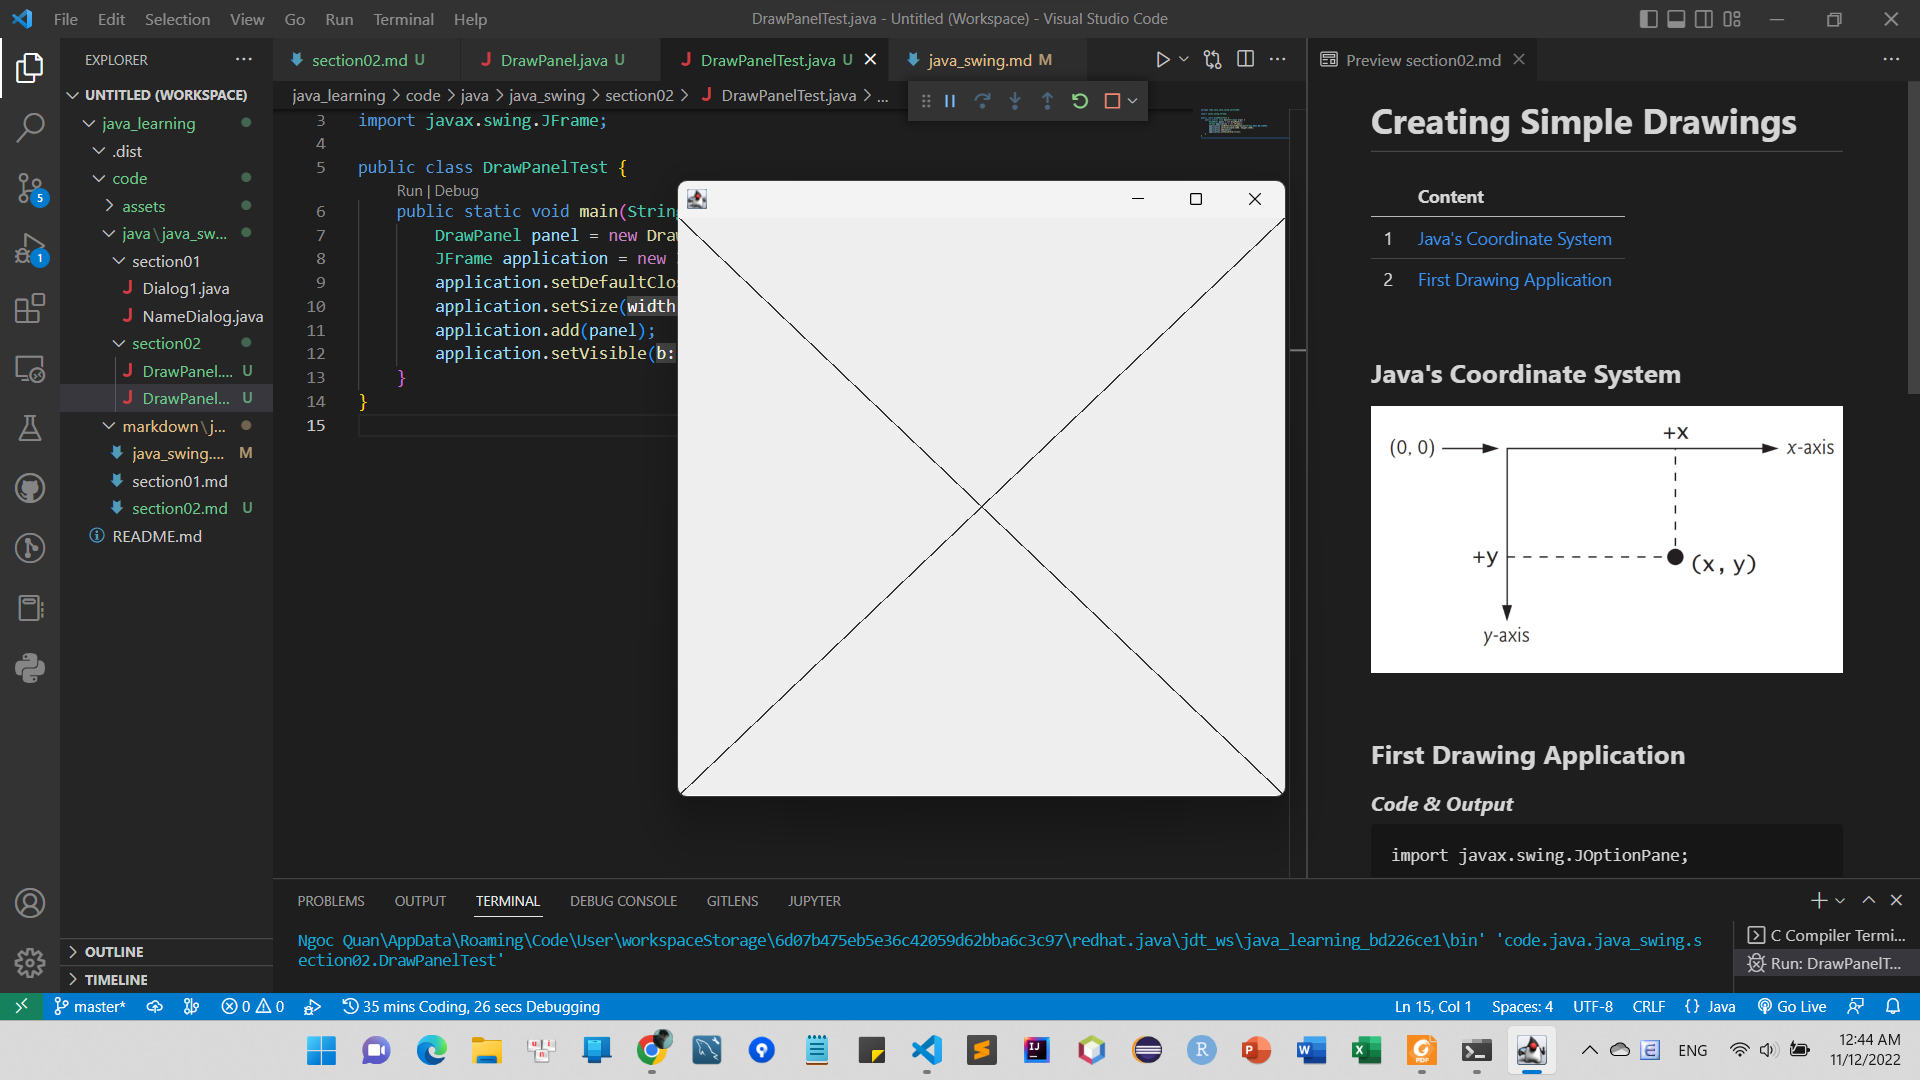 File Edit Selection View Go Run Terminal Help
DrawPanelTest.java - Untitled (Workspace) - Visual Studio Code
EXPLORER
UNTITLED (WORKSPACE)
java_learning
.dist
code
assets
java\java_sw...
section01
Dialog1.java
NameDialog.java
section02
DrawPanel.... U
DrawPanel... U
markdown\j...
java_swing.... M
section01.md
section02.md U
README.md
OUTLINE
TIMELINE
5
1
section02.md U
DrawPanel.java U
DrawPanelTest.java U
java_swing.md M
java_learning > code > java > java_swing > section02 > DrawPanelTest.java > ...
3 import javax.swing.JFrame;
4
5 public class DrawPanelTest {
Run | Debug
6 public static void main(String
7 DrawPanel panel = new Draw
8 JFrame application = new
9 application.setDefaultClos
10 application.setSize(width
11 application.add(panel);
12 application.setVisible(b:
13 }
14 }
15
Preview section02.md
Creating Simple Drawings
Content
1 Java's Coordinate System
2 First Drawing Application
Java's Coordinate System
(0, 0)
+x
x-axis
+y
(x, y)
y-axis
First Drawing Application
Code & Output
import javax.swing.JOptionPane;
PROBLEMS OUTPUT TERMINAL DEBUG CONSOLE GITLENS JUPYTER
Ngoc Quan\AppData\Roaming\Code\User\workspaceStorage\6d07b475eb5e36c42059d62bba6c3c97\redhat.java\jdt_ws\java_learning_bd226ce1\bin' 'code.java.java_swing.s
ection02.DrawPanelTest'
C Compiler Termi...
Run: DrawPanelT...
master* 0 0 35 mins Coding, 26 secs Debugging
Ln 15, Col 1 Spaces: 4 UTF-8 CRLF {} Java Go Live
ENG
12:44 AM
11/12/2022